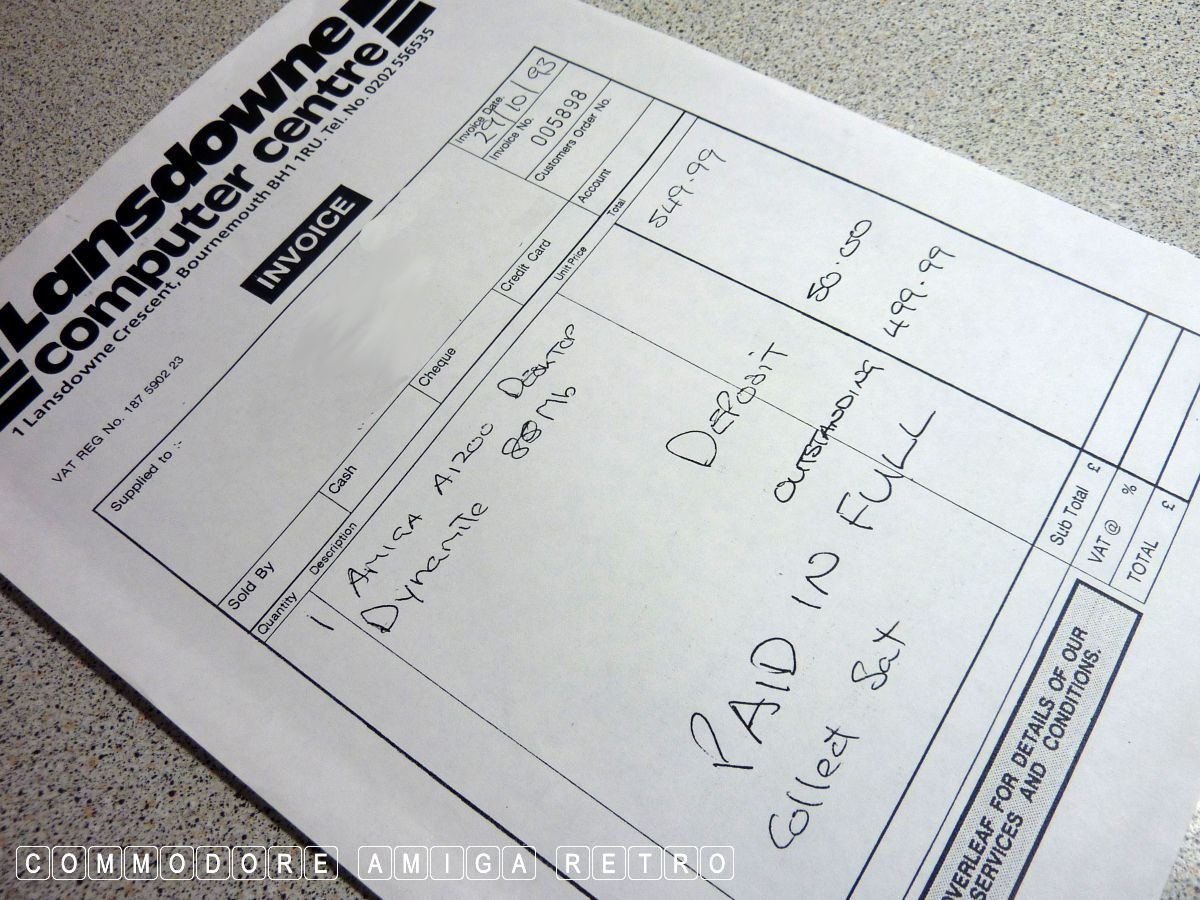 Lansdowne
computer centre
1 Lansdowne Crescent, Bournemouth BH1 1RU. Tel. No. 0202 556535
VAT REG No. 187 5902 23
INVOICE
Invoice Date
29/10/93
Invoice No.
005898
Customers Order No.
Supplied to :-
Sold By
Cash
Cheque
Credit Card
Account
Quantity
Description
Unit Price
Total
1 AMIGA A1200 DESKTOP 549.99
Dynamite 88Mb
DEPOSIT 50.00
OUTSTANDING 499.99
PAID IN FULL
Collect Sat
Sub Total £
VAT @ %
TOTAL £
OVERLEAF FOR DETAILS OF OUR
SERVICES AND CONDITIONS.
COMMODORE AMIGA RETRO